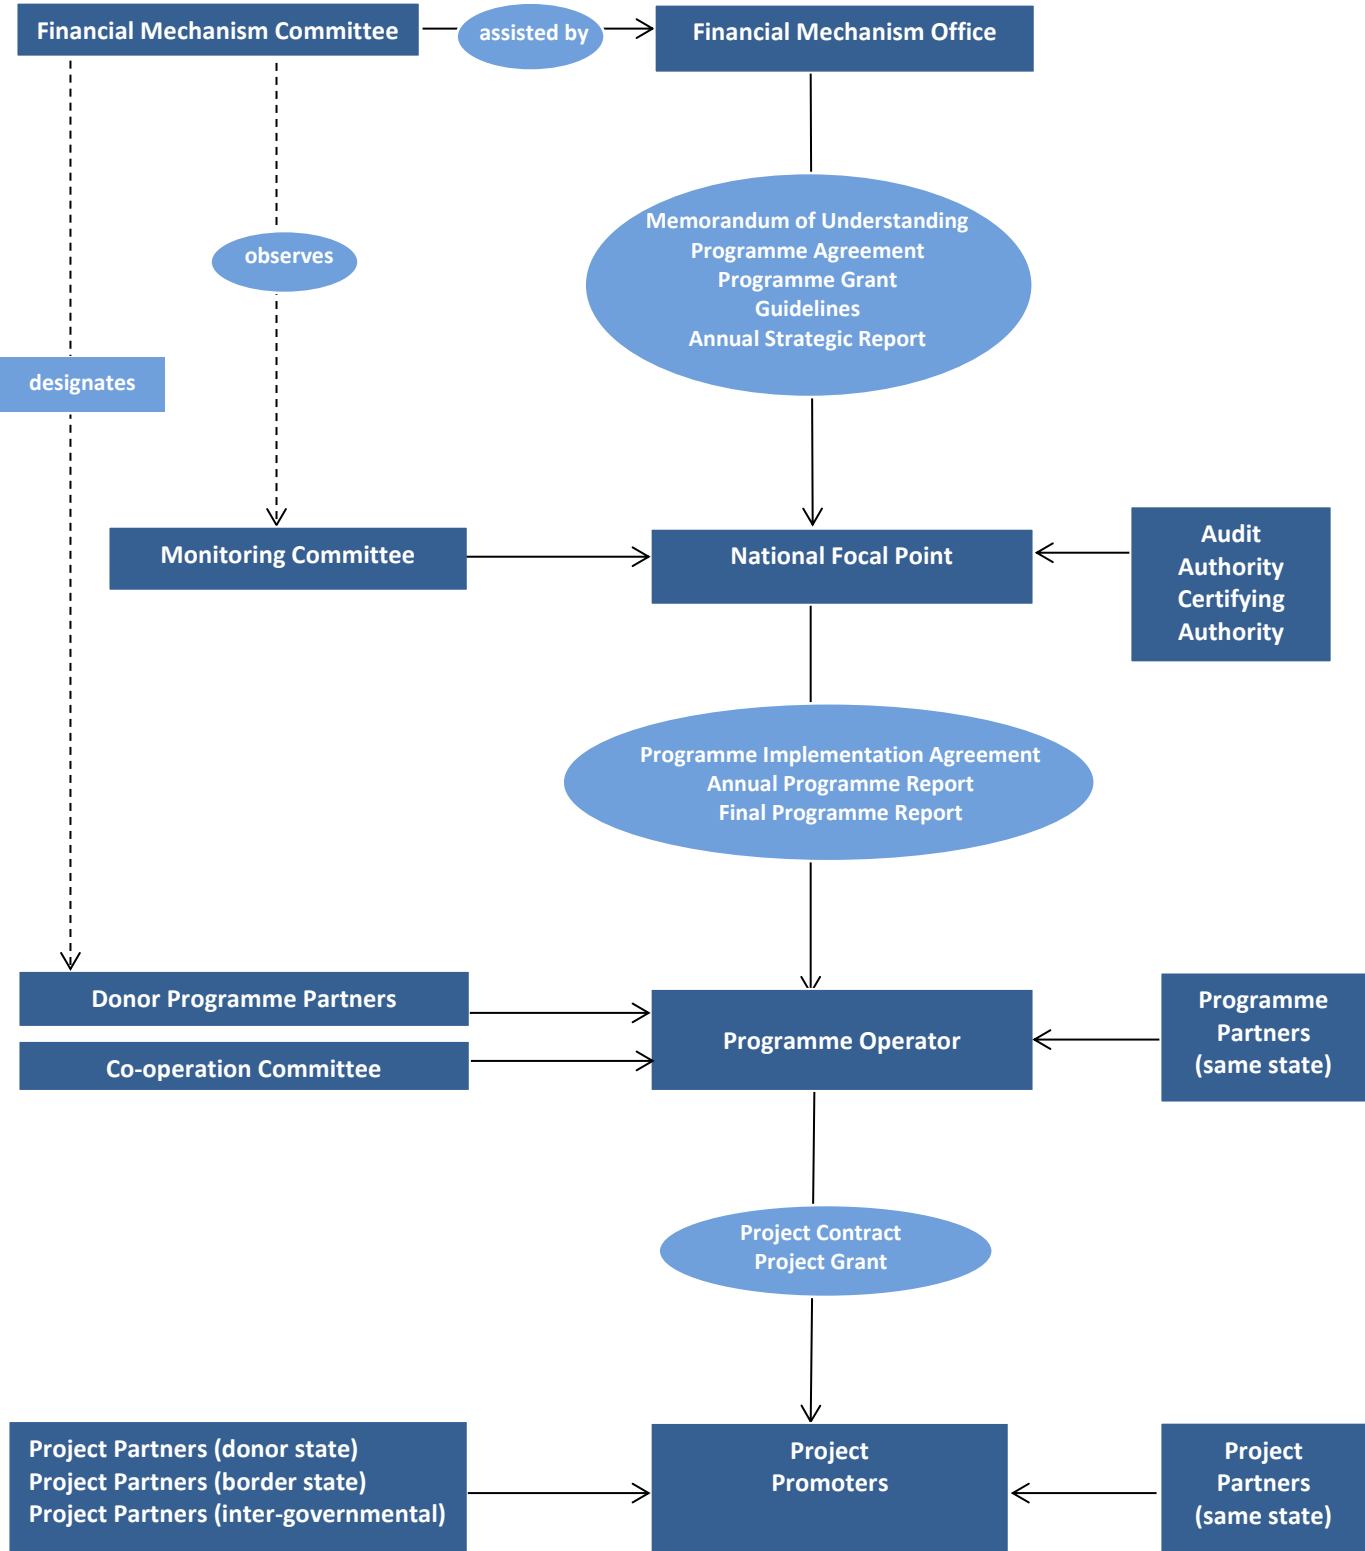 Financial Mechanism Committee
assisted by
Financial Mechanism Office
Memorandum of Understanding
Programme Agreement
Programme Grant
Guidelines
Annual Strategic Report
observes
designates
Monitoring Committee
National Focal Point
Audit
Authority
Certifying
Authority
Programme Implementation Agreement
Annual Programme Report
Final Programme Report
Donor Programme Partners
Co-operation Committee
Programme Operator
Programme
Partners
(same state)
Project Contract
Project Grant
Project Partners (donor state)
Project Partners (border state)
Project Partners (inter-governmental)
Project
Promoters
Project
Partners
(same state)